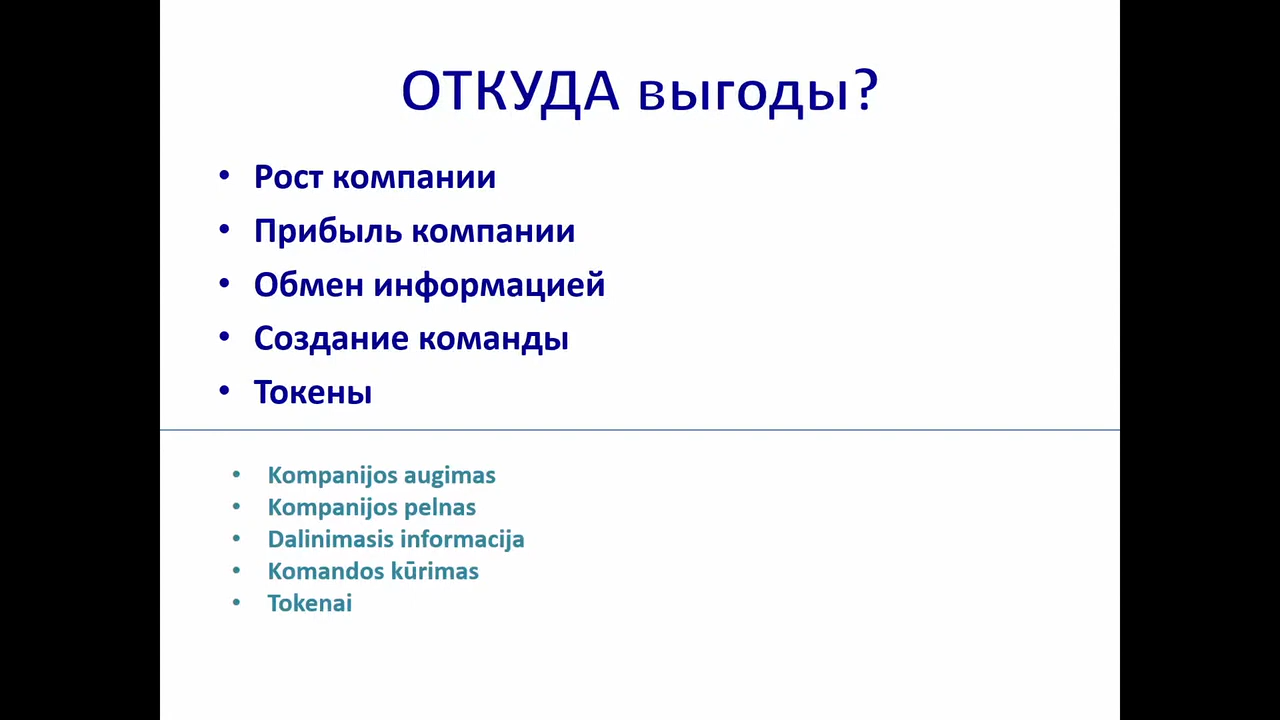 ОТКУДА выгоды?
• Рост компании
• Прибыль компании
• Обмен информацией
• Создание команды
• Токены
• Kompanijos augimas
• Kompanijos pelnas
• Dalinimasis informacija
• Komandos kūrimas
• Tokenai